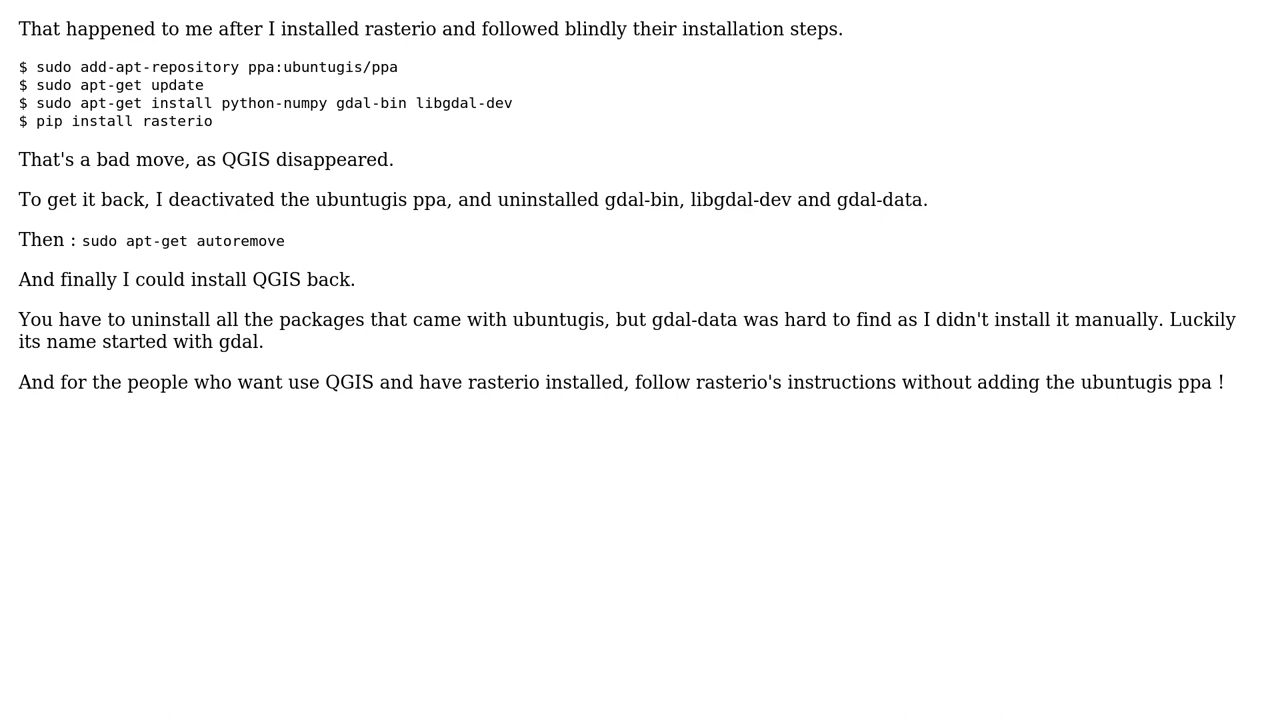 That happened to me after I installed rasterio and followed blindly their installation steps.
$ sudo add-apt-repository ppa:ubuntugis/ppa
$ sudo apt-get update
$ sudo apt-get install python-numpy gdal-bin libgdal-dev
$ pip install rasterio
That's a bad move, as QGIS disappeared.
To get it back, I deactivated the ubuntugis ppa, and uninstalled gdal-bin, libgdal-dev and gdal-data.
Then : sudo apt-get autoremove
And finally I could install QGIS back.
You have to uninstall all the packages that came with ubuntugis, but gdal-data was hard to find as I didn't install it manually. Luckily
its name started with gdal.
And for the people who want use QGIS and have rasterio installed, follow rasterio's instructions without adding the ubuntugis ppa !